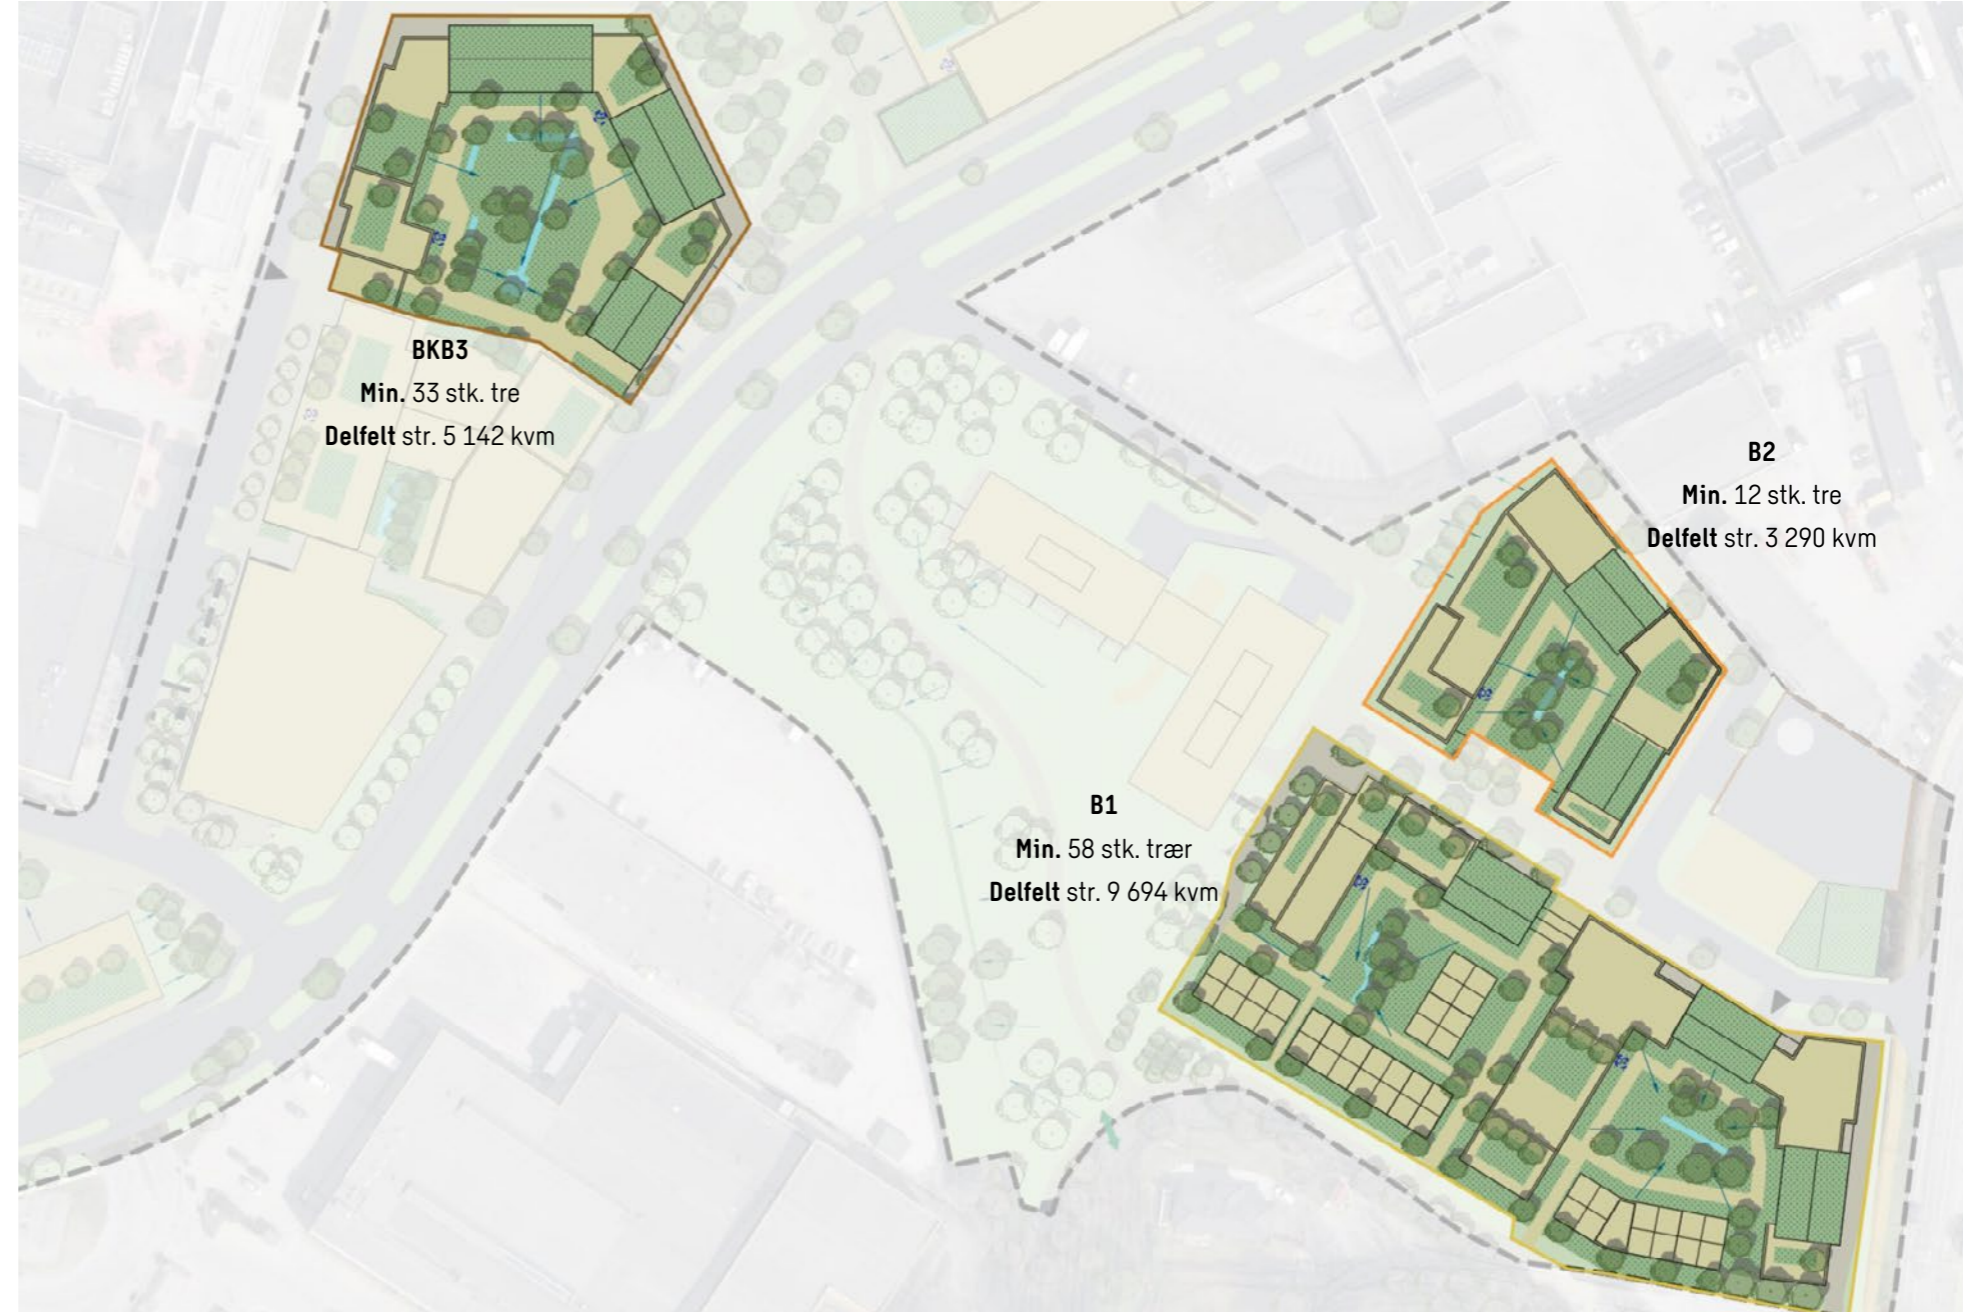 BKB3
Min. 33 stk. tre
Delfelt str. 5 142 kvm
B2
Min. 12 stk. tre
Delfelt str. 3 290 kvm
B1
Min. 58 stk. trær
Delfelt str. 9 694 kvm